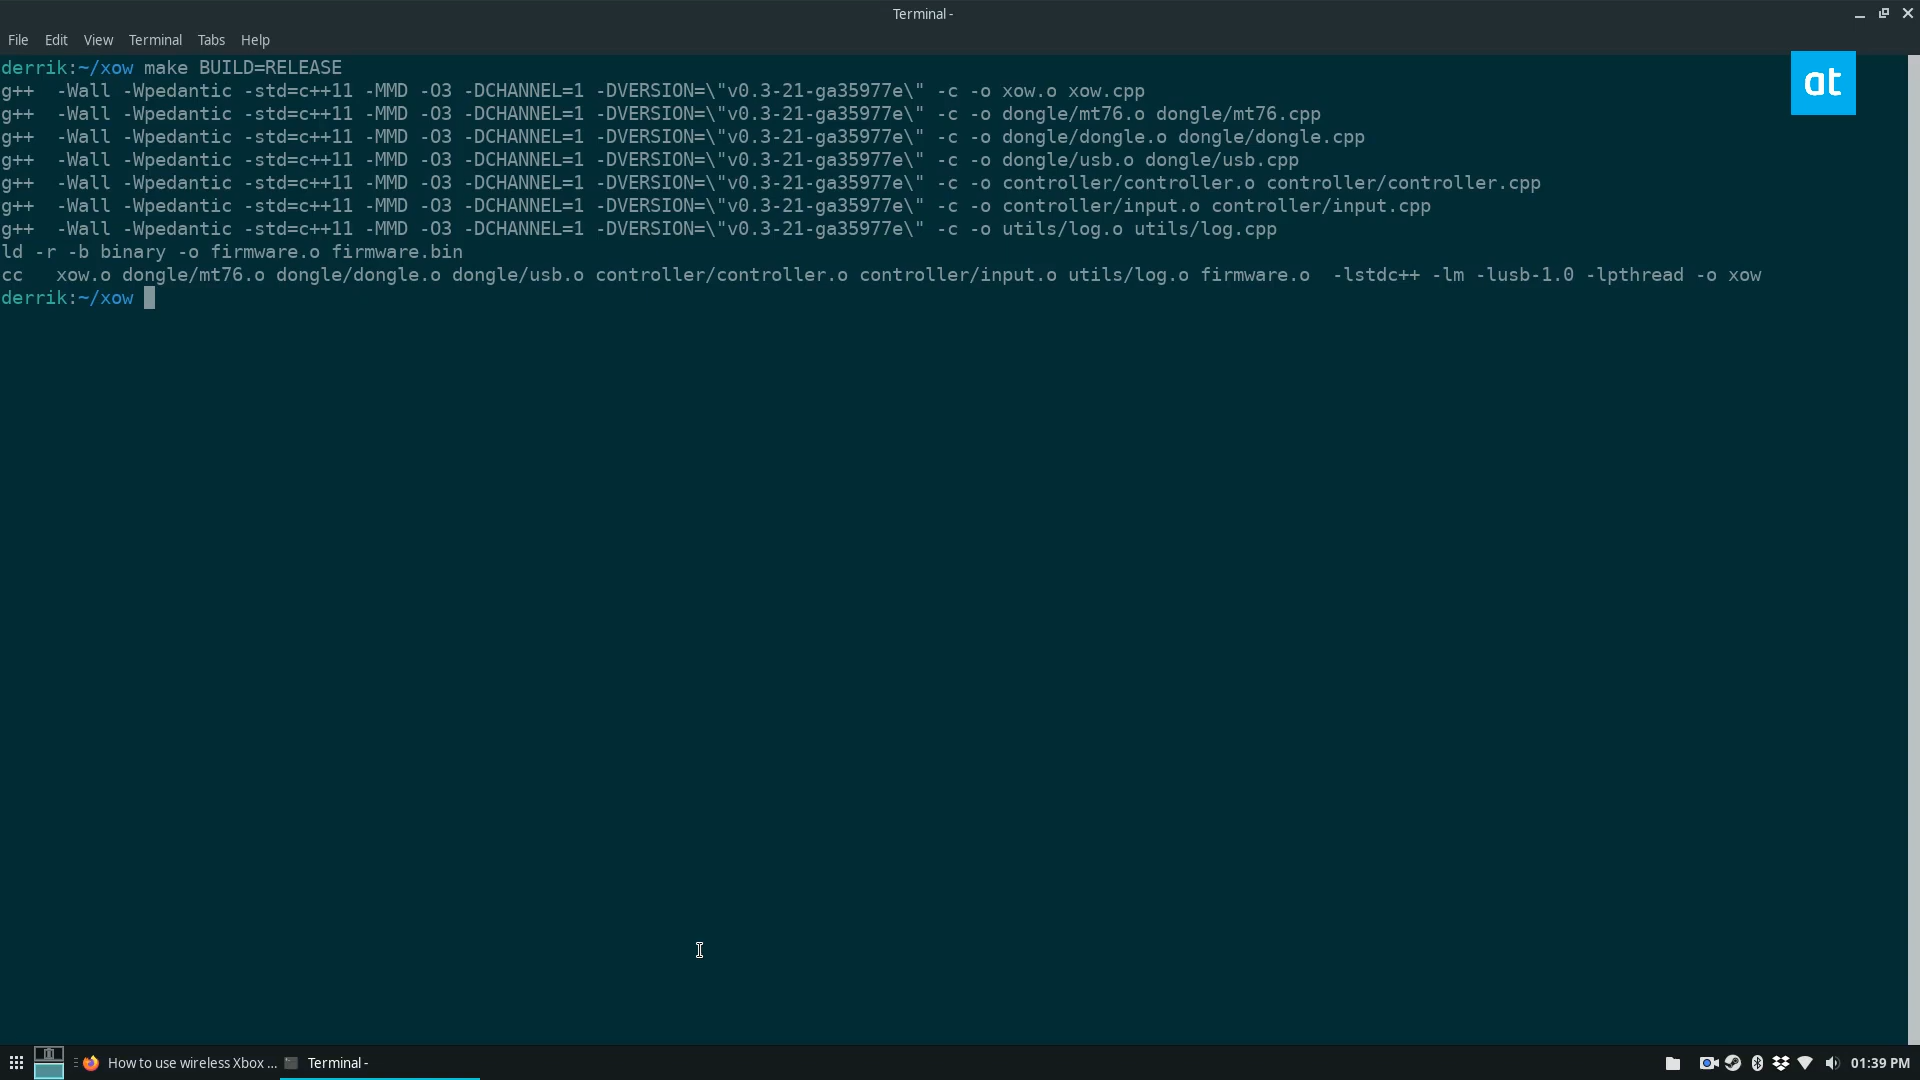 Terminal -
File Edit View Terminal Tabs Help
at
derrik:~/xow make BUILD=RELEASE
g++  -Wall -Wpedantic -std=c++11 -MMD -O3 -DCHANNEL=1 -DVERSION=\"v0.3-21-ga35977e\" -c -o xow.o xow.cpp
g++  -Wall -Wpedantic -std=c++11 -MMD -O3 -DCHANNEL=1 -DVERSION=\"v0.3-21-ga35977e\" -c -o dongle/mt76.o dongle/mt76.cpp
g++  -Wall -Wpedantic -std=c++11 -MMD -O3 -DCHANNEL=1 -DVERSION=\"v0.3-21-ga35977e\" -c -o dongle/dongle.o dongle/dongle.cpp
g++  -Wall -Wpedantic -std=c++11 -MMD -O3 -DCHANNEL=1 -DVERSION=\"v0.3-21-ga35977e\" -c -o dongle/usb.o dongle/usb.cpp
g++  -Wall -Wpedantic -std=c++11 -MMD -O3 -DCHANNEL=1 -DVERSION=\"v0.3-21-ga35977e\" -c -o controller/controller.o controller/controller.cpp
g++  -Wall -Wpedantic -std=c++11 -MMD -O3 -DCHANNEL=1 -DVERSION=\"v0.3-21-ga35977e\" -c -o controller/input.o controller/input.cpp
g++  -Wall -Wpedantic -std=c++11 -MMD -O3 -DCHANNEL=1 -DVERSION=\"v0.3-21-ga35977e\" -c -o utils/log.o utils/log.cpp
ld -r -b binary -o firmware.o firmware.bin
cc   xow.o dongle/mt76.o dongle/dongle.o dongle/usb.o controller/controller.o controller/input.o utils/log.o firmware.o  -lstdc++ -lm -lusb-1.0 -lpthread -o xow
derrik:~/xow
How to use wireless Xbox ... Terminal - 01:39 PM